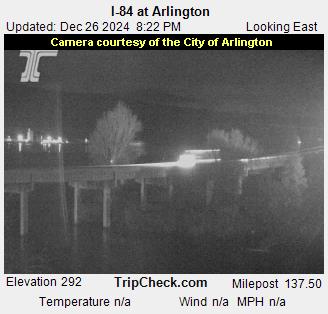 I-84 at Arlington
Updated: Dec 26 2024 8:22 PM Looking East
Camera courtesy of the City of Arlington
Elevation 292 TripCheck.com Milepost 137.50
Temperature n/a Wind n/a MPH n/a